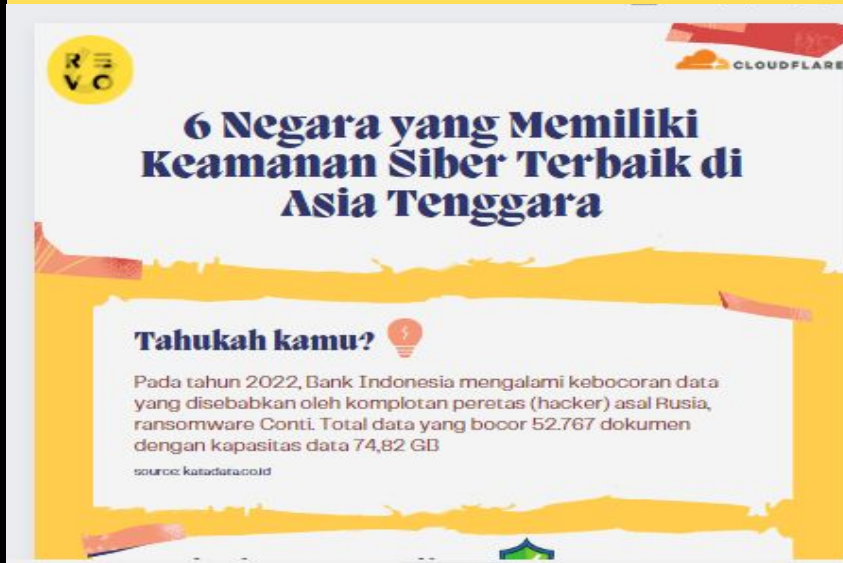 REVO
CLOUDFLARE
6 Negara yang Memiliki
Keamanan Siber Terbaik di
Asia Tenggara
Tahukah kamu?
Pada tahun 2022, Bank Indonesia mengalami kebocoran data
yang disebabkan oleh komplotan peretas (hacker) asal Rusia,
ransomware Conti. Total data yang bocor 52.767 dokumen
dengan kapasitas data 74,82 GB
source: katadata.co.id